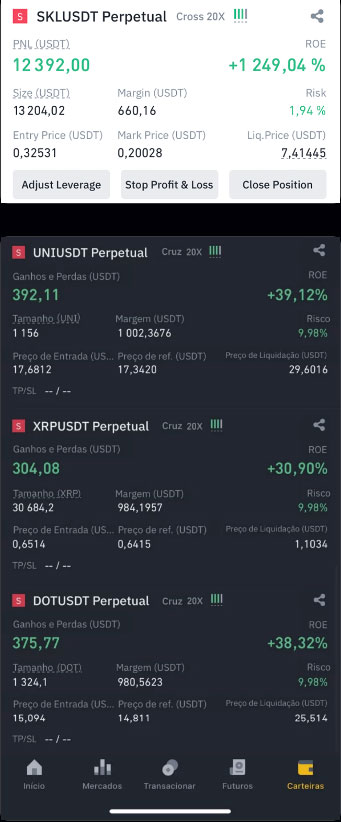 S SKLUSDT Perpetual Cross 20X
PNL (USDT) ROE
12 392,00 +1 249,04 %
Size (USDT) Margin (USDT) Risk
13 204,02 660,16 1,94 %
Entry Price (USDT) Mark Price (USDT) Liq.Price (USDT)
0,32531 0,20028 7,41445
Adjust Leverage Stop Profit & Loss Close Position
S UNIUSDT Perpetual Cruz 20X
Ganhos e Perdas (USDT) ROE
392,11 +39,12%
Tamanho (UNI) Margem (USDT) Risco
1 156 1 002,3676 9,98%
Preço de Entrada (US... Preço de ref. (USDT) Preço de Liquidação (USDT)
17,6812 17,3420 29,6016
TP/SL -- / --
S XRPUSDT Perpetual Cruz 20X
Ganhos e Perdas (USDT) ROE
304,08 +30,90%
Tamanho (XRP) Margem (USDT) Risco
30 684,2 984,1957 9,98%
Preço de Entrada (US... Preço de ref. (USDT) Preço de Liquidação (USDT)
0,6514 0,6415 1,1034
TP/SL -- / --
S DOTUSDT Perpetual Cruz 20X
Ganhos e Perdas (USDT) ROE
375,77 +38,32%
Tamanho (DOT) Margem (USDT) Risco
1 324,1 980,5623 9,98%
Preço de Entrada (US... Preço de ref. (USDT) Preço de Liquidação (USDT)
15,094 14,811 25,514
TP/SL -- / --
Início Mercados Transacionar Futuros Carteiras